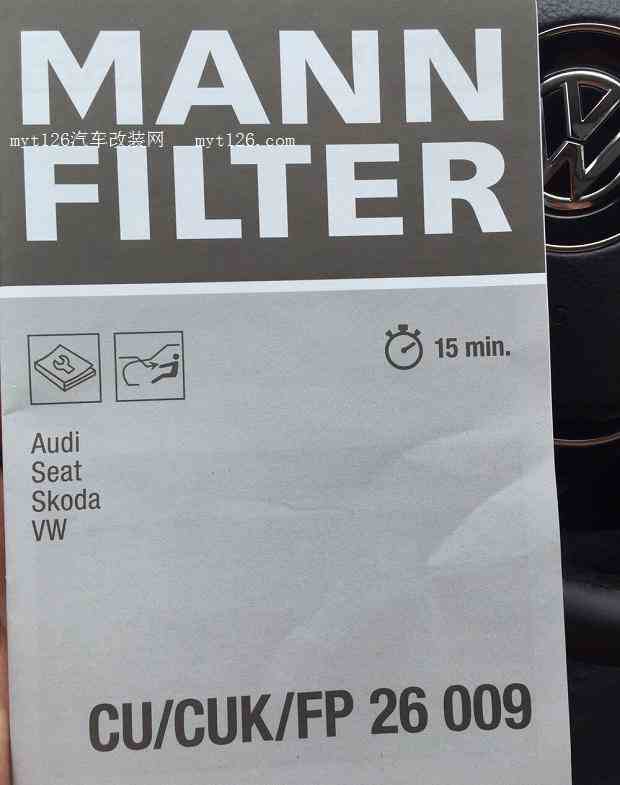 MANN
myt126汽车改装网 myt126.com
FILTER
15 min.
Audi
Seat
Skoda
VW
CU/CUK/FP 26 009